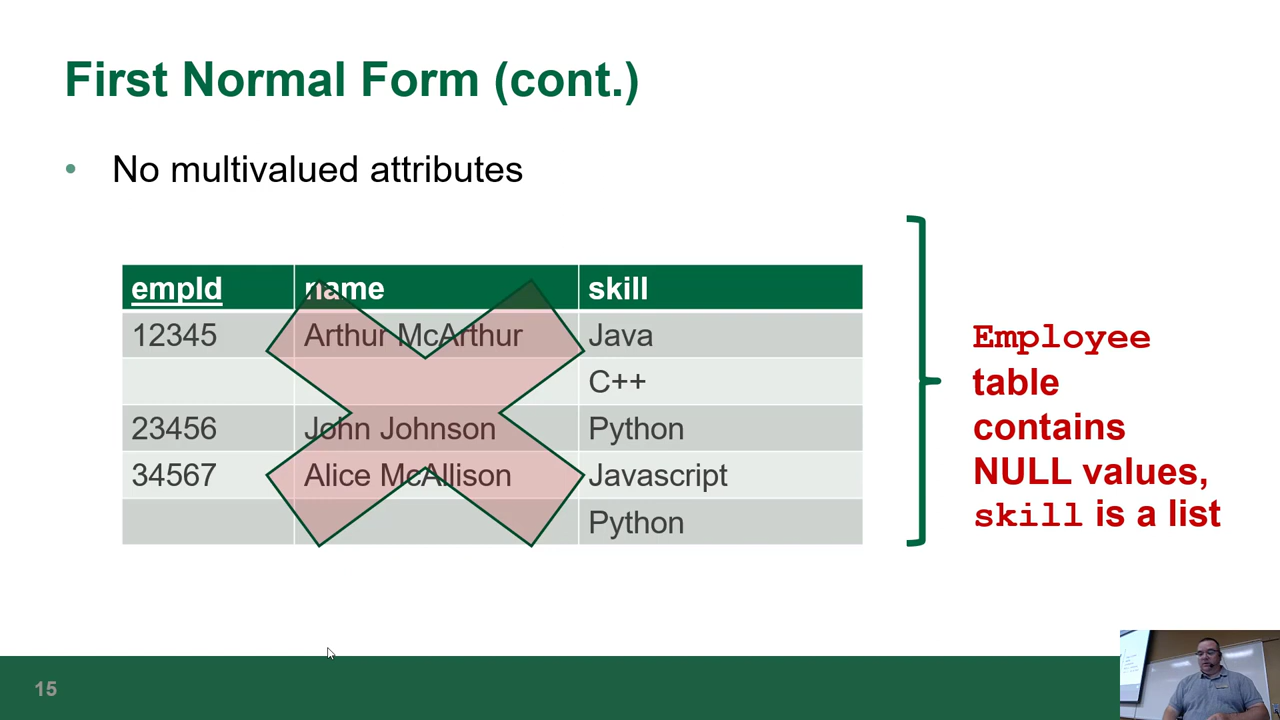 First Normal Form (cont.)
• No multivalued attributes
empId name skill
12345 Arthur McArthur Java
C++
23456 John Johnson Python
34567 Alice McAllison Javascript
Python
Employee
table
contains
NULL values,
skill is a list
15